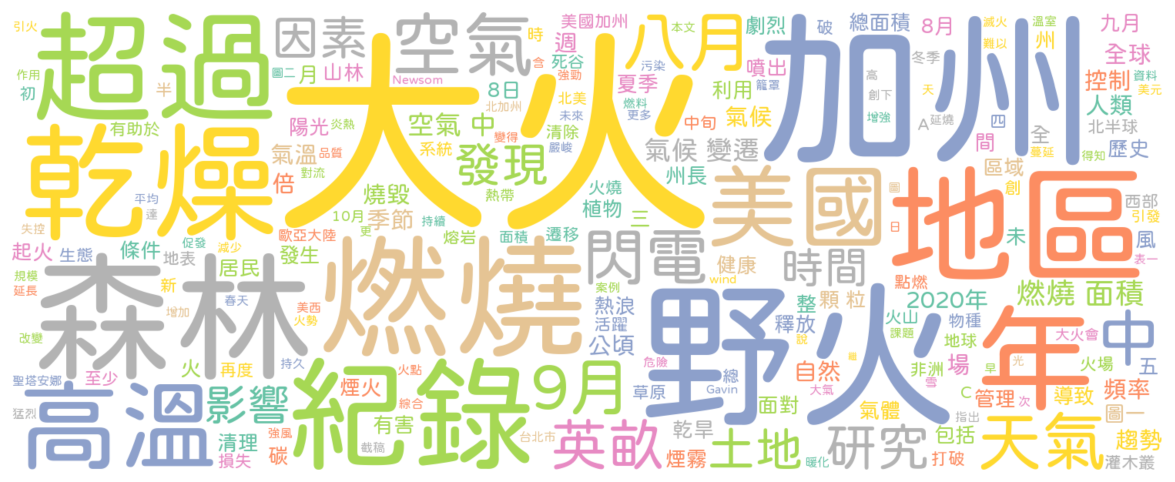 大火
加州
野火
超過
乾燥
森林
燃燒
地區
紀錄
高溫
年
美國
空氣
八月
因素
閃電
時間
發現
9月
英畝
土地
研究
天氣
中
影響
燃燒 面積
氣候 變遷
空氣 中
美國加州
劇烈
破
總面積
8月
滅火
溫室
九月
引火
本文
時
週
死谷
噴出
高
冬季
難以
州
全球
作用
初
圖二
月
山林
Newsom
含
強勁
8日
污染
夏季
籠罩
利用
創下
天
控制
資料
美元
半
北加州
北美
燃料
人類
有助於
炎熱
陽光
變得
清除
未來
更多
中旬
氣候
增強
A
延燒
四
間
全
北半球
蔓延
得知
歷史
氣溫
品質
系統
嚴峻
州長
區域
創
對流
倍
燒毀
熱帶
火燒
植物
三
圖
西部
引發
平均
運
失控
10月
更
季節
持續
日
未
風
表一
歐亞大陸
熔岩
面積
遷移
起火
生態
條件
促發
減少
地表
發生
居民
健康
wind
點燃
規模
延長
新
案例
熱浪
整
顆 粒
2020年
增加
春天
美西
火勢
活躍
釋放
火山
課題
物種
大火會
改變
公頃
說
地球
五
火
再度
持久
火點
危險
總
自然
非洲
場
早
光
火場
聖塔安娜
至少
煙火
綜合
草原
Gavin
大氣
雪
C
管理
次
導致
頻率
猛烈
有害
面對
氣體
指出
圖一
清理
強風
台北市
乾旱
包括
趨勢
損失
碳
截稿
煙霧
暖化
打破
灌木叢